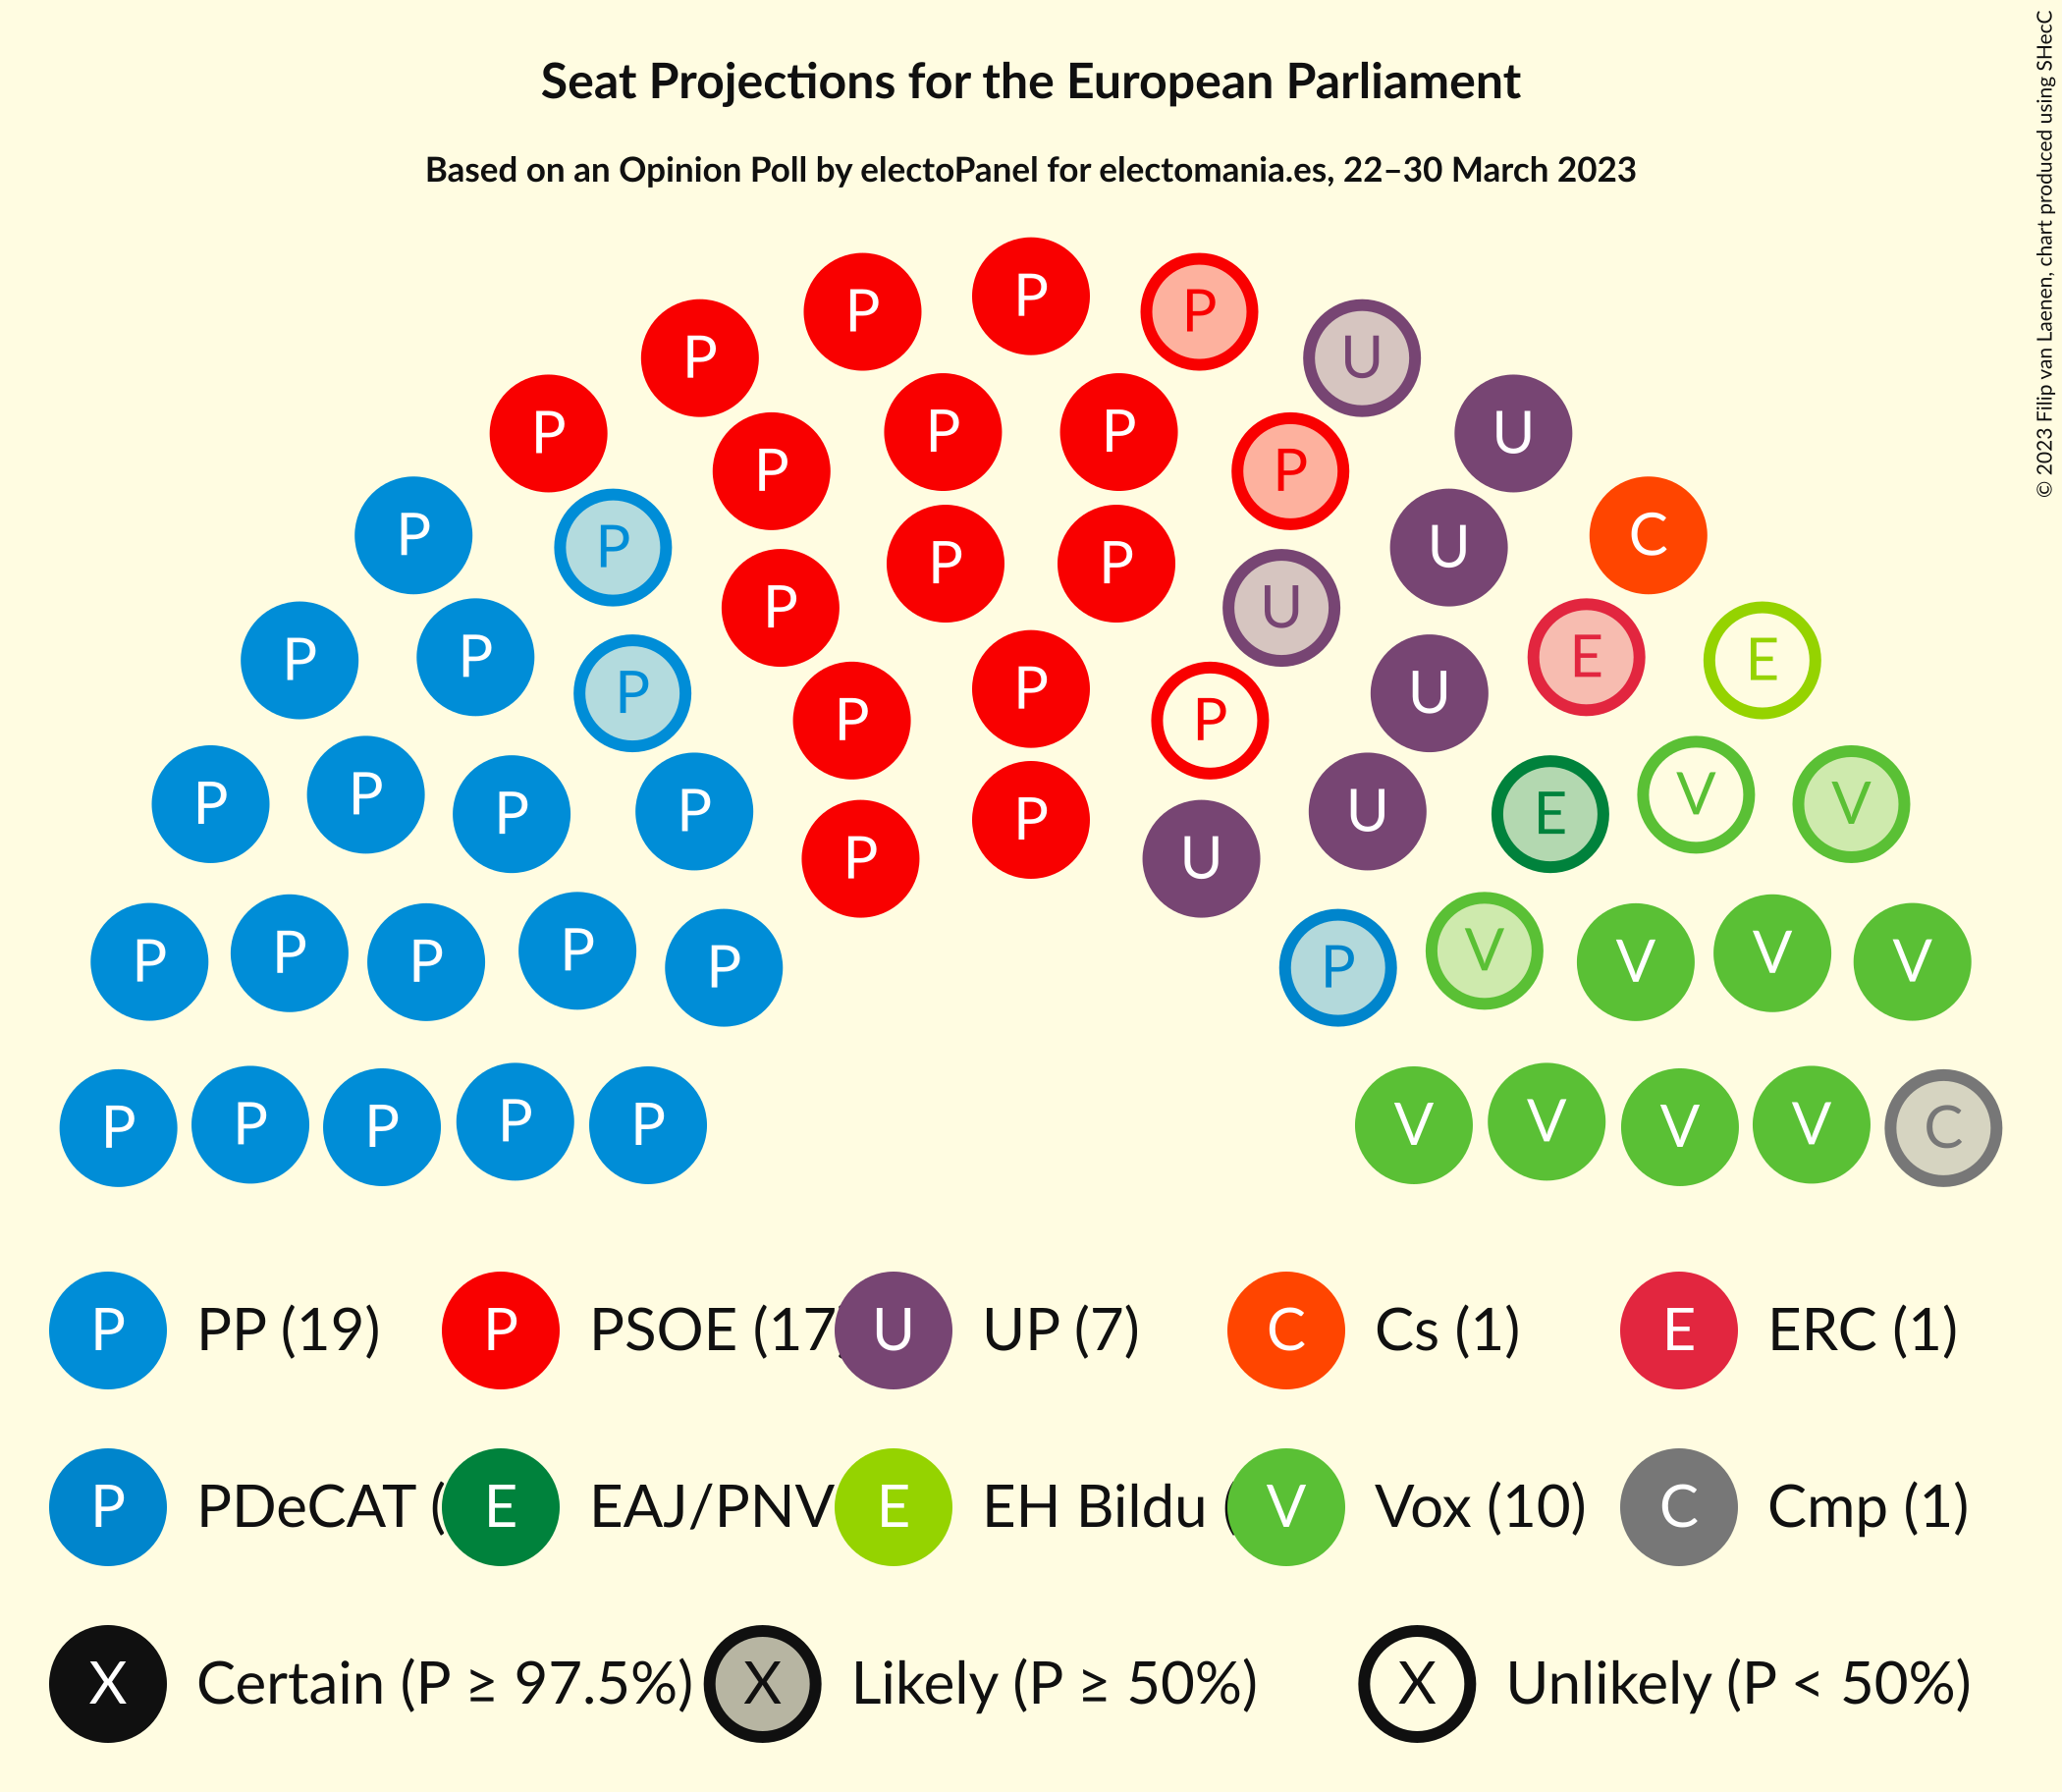 Seat Projections for the European Parliament
Based on an Opinion Poll by electoPanel for electomania.es, 22–30 March 2023
© 2023 Filip van Laenen, chart produced using SHecC
P
P P
P U
P P P U
P P
P C
P U
P P
P U
P P E E
P P U
P P
P P P P P U E V V
P U
P P P P P P V V V V
P P P P P V V V V C
P PP (19) P PSOE (17 U UP (7) C Cs (1) E ERC (1)
P PDeCAT ( E EAJ/PNV E EH Bildu ( V Vox (10) C Cmp (1)
X Certain (P ≥ 97.5%) X Likely (P ≥ 50%) X Unlikely (P < 50%)